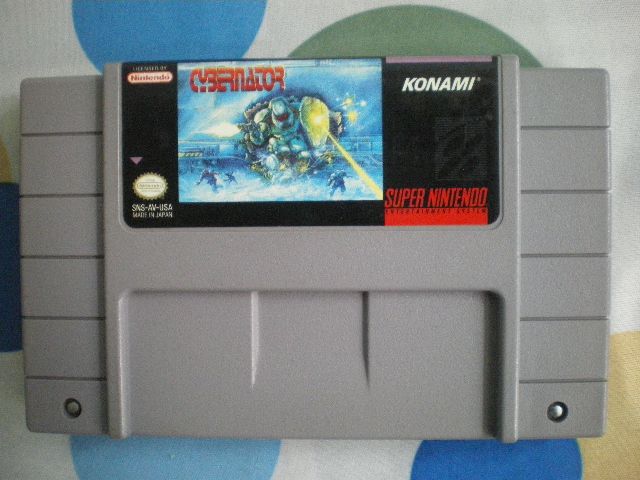 LICENSED BY
Nintendo
CYBERNATOR
KONAMI®
SNS-AV-USA
MADE IN JAPAN
SUPER NINTENDO
ENTERTAINMENT SYSTEM